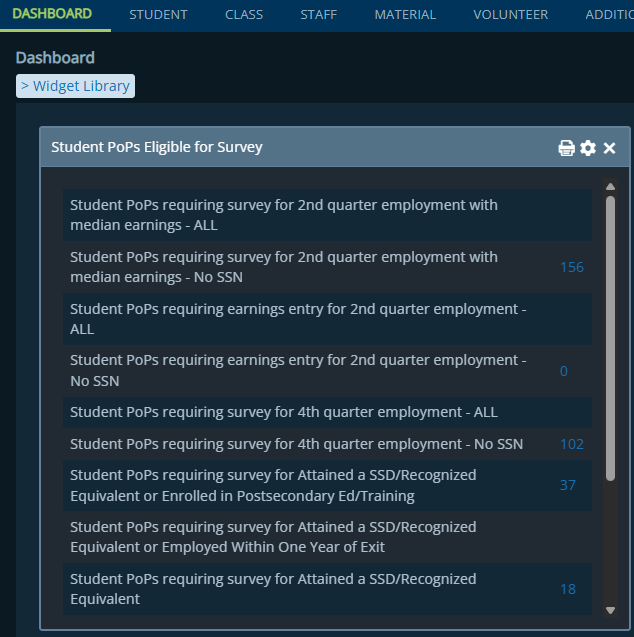 DASHBOARD STUDENT CLASS STAFF MATERIAL VOLUNTEER ADDITIO
Dashboard
> Widget Library
Student PoPs Eligible for Survey
Student PoPs requiring survey for 2nd quarter employment with
median earnings - ALL
Student PoPs requiring survey for 2nd quarter employment with
median earnings - No SSN
156
Student PoPs requiring earnings entry for 2nd quarter employment -
ALL
Student PoPs requiring earnings entry for 2nd quarter employment -
No SSN
0
Student PoPs requiring survey for 4th quarter employment - ALL
Student PoPs requiring survey for 4th quarter employment - No SSN 102
Student PoPs requiring survey for Attained a SSD/Recognized
Equivalent or Enrolled in Postsecondary Ed/Training
37
Student PoPs requiring survey for Attained a SSD/Recognized
Equivalent or Employed Within One Year of Exit
Student PoPs requiring survey for Attained a SSD/Recognized
Equivalent
18